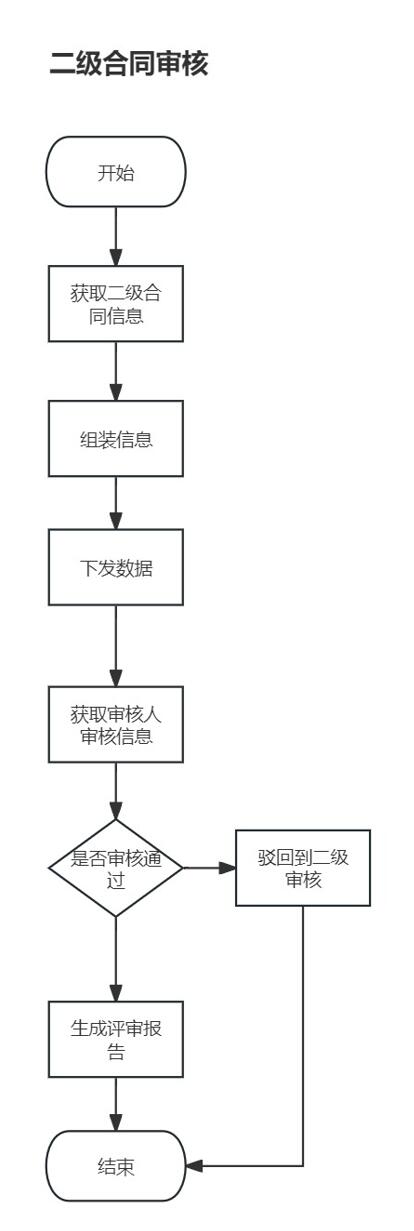 二级合同审核
开始
获取二级合
同信息
组装信息
下发数据
获取审核人
审核信息
是否审核通
过
驳回到二级
审核
生成评审报
告
结束